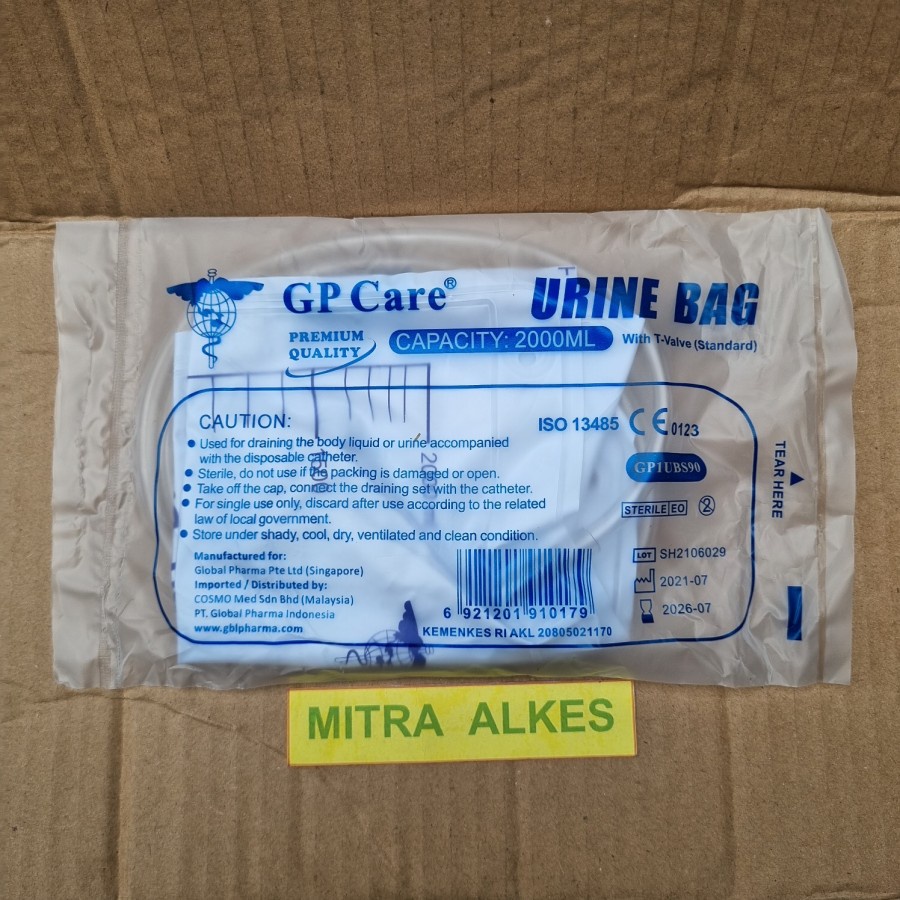 GP Care®
URINE BAG
PREMIUM
QUALITY
CAPACITY: 2000ML
With T-Valve (Standard)
CAUTION:
● Used for draining the body liquid or urine accompanied
with the disposable catheter.
● Sterile, do not use if the packing is damaged or open.
● Take off the cap, connect the draining set with the catheter.
● For single use only, discard after use according to the related
law of local government.
● Store under shady, cool, dry, ventilated and clean condition.
ISO 13485 CE 0123
GP1UBS90
STERILE EO 2
TEAR HERE
LOT SH2106029
2021-07
2026-07
Manufactured for:
Global Pharma Pte Ltd (Singapore)
Imported / Distributed by:
COSMO Med Sdn Bhd (Malaysia)
PT. Global Pharma Indonesia
www.gblpharma.com
6 921201 910179
KEMENKES RI AKL 20805021170
MITRA ALKES